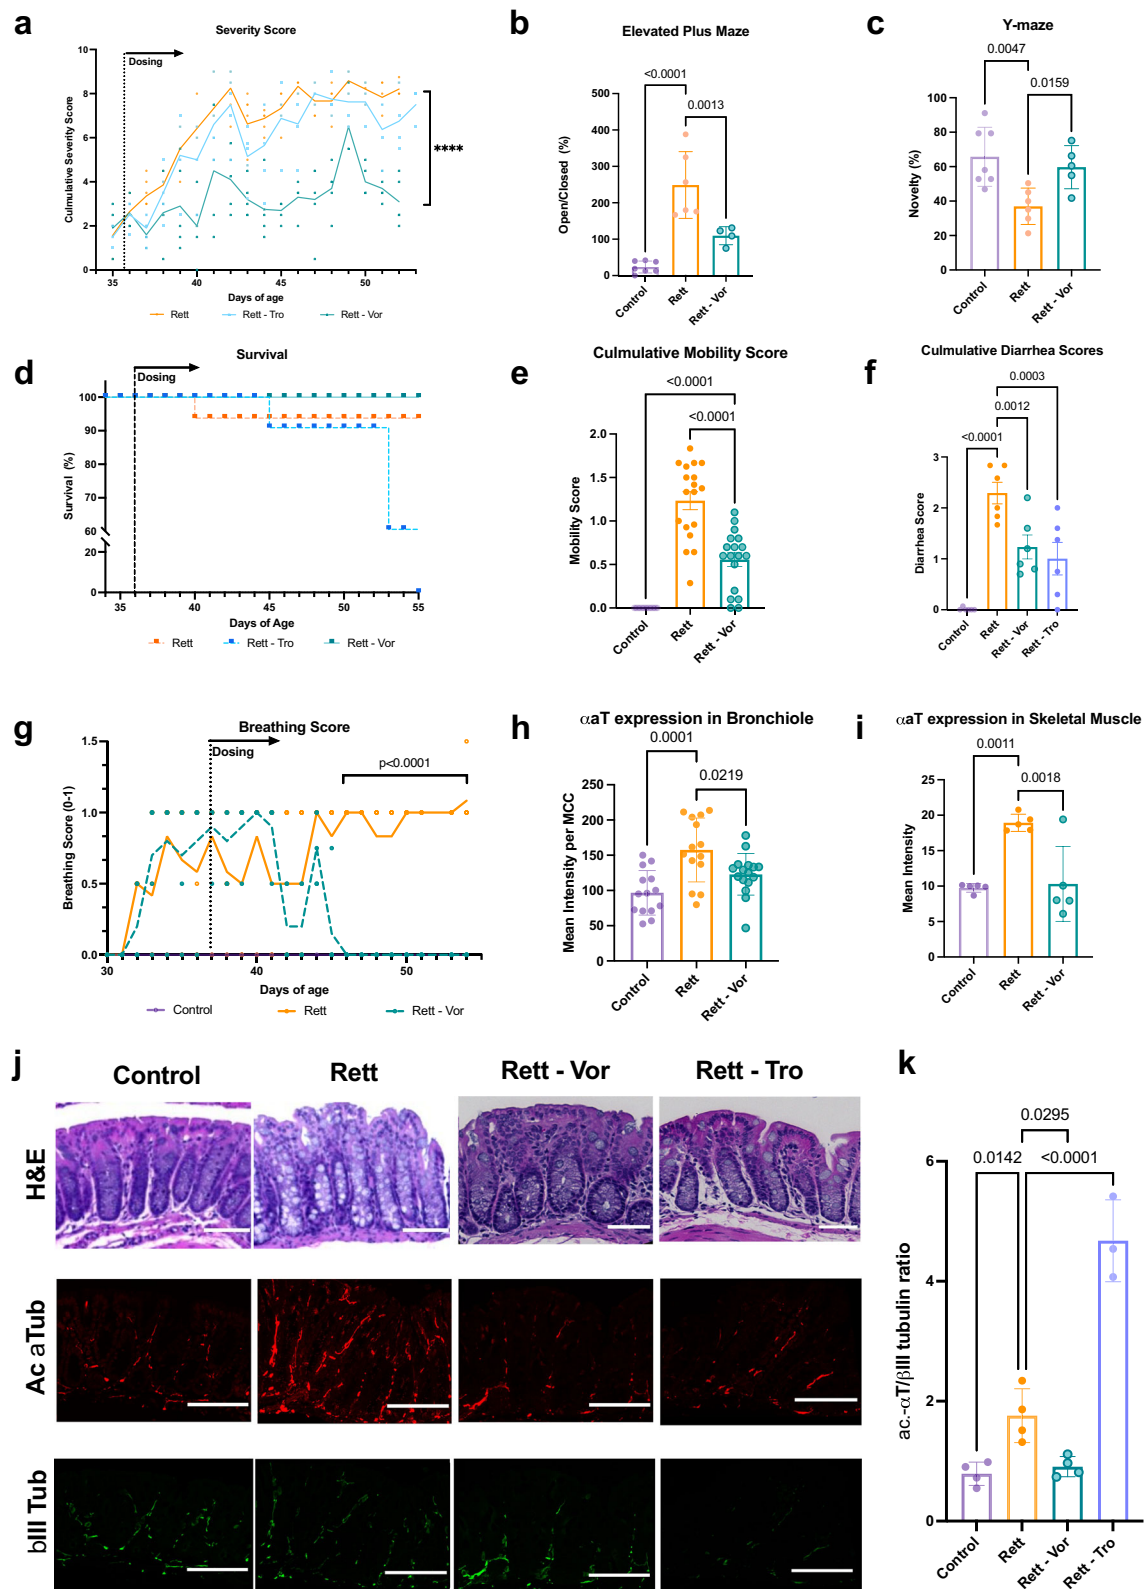 a
Severity Score
Dosing
Cumulative Severity Score
10
8
6
4
2
0
****
35
40
45
50
Days of age
Rett
Rett - Tro
Rett - Vor
b
Elevated Plus Maze
<0.0001
0.0013
Open/Closed (%)
500
400
300
200
100
0
Control
Rett
Rett - Vor
c
Y-maze
0.0047
0.0159
Novelty (%)
100
80
60
40
20
0
Control
Rett
Rett - Vor
d
Survival
Dosing
Survival (%)
100
90
80
70
60
20
0
35
40
45
50
55
Days of Age
Rett
Rett - Tro
Rett - Vor
e
Culmulative Mobility Score
<0.0001
<0.0001
Mobility Score
2.0
1.5
1.0
0.5
0.0
Control
Rett
Rett - Vor
f
Culmulative Diarrhea Scores
0.0003
0.0012
<0.0001
Diarrhea Score
3
2
1
0
Control
Rett
Rett - Vor
Rett - Tro
g
Breathing Score
Dosing
p<0.0001
Breathing Score (0-1)
1.5
1.0
0.5
0.0
30
40
50
Days of age
Control
Rett
Rett - Vor
h
αaT expression in Bronchiole
0.0001
0.0219
Mean Intensity per MCC
250
200
150
100
50
0
Control
Rett
Rett - Vor
i
αaT expression in Skeletal Muscle
0.0011
0.0018
Mean Intensity
25
20
15
10
5
0
Control
Rett
Rett - Vor
j
Control
Rett
Rett - Vor
Rett - Tro
H&E
Ac aTub
bIII Tub
k
0.0295
0.0142
<0.0001
ac.-αT/βIII tubulin ratio
6
4
2
0
Control
Rett
Rett - Vor
Rett - Tro